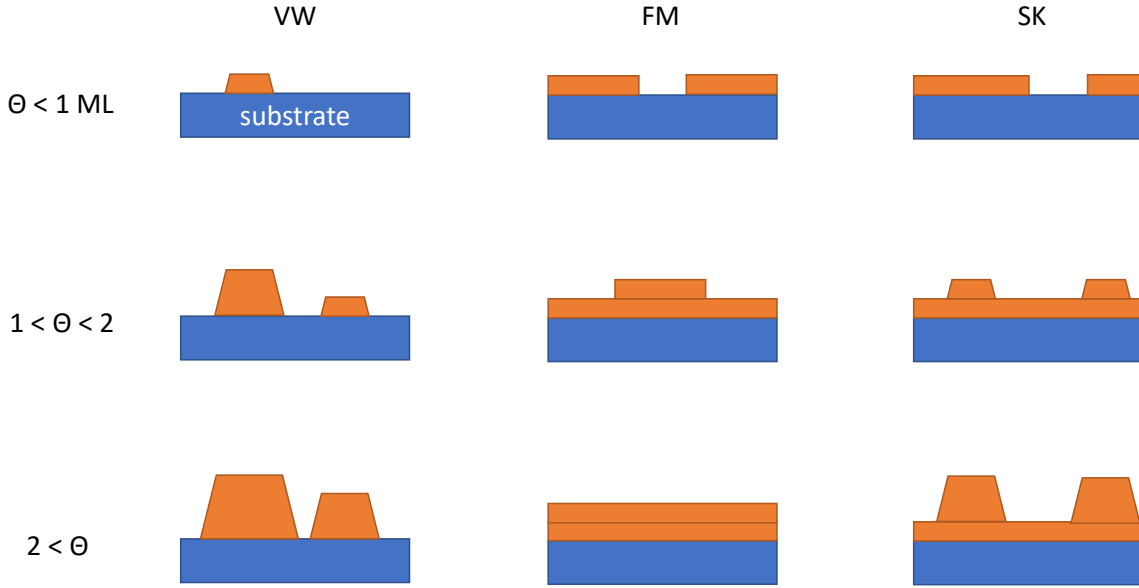 VW FM SK
Θ < 1 ML
substrate
1 < Θ < 2
2 < Θ